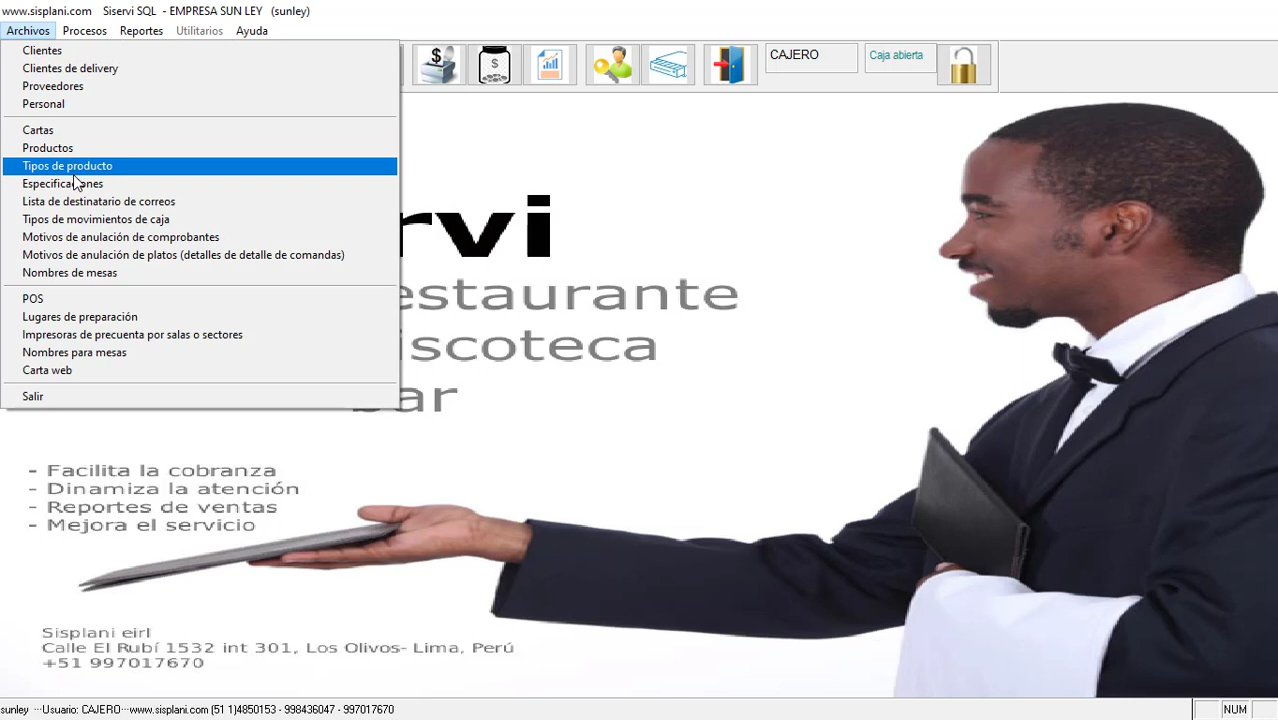 www.sisplani.com Siservi SQL - EMPRESA SUN LEY (sunley)
Archivos Procesos Reportes Utilitarios Ayuda
CAJERO
Caja abierta
Clientes
Clientes de delivery
Proveedores
Personal
Cartas
Productos
Tipos de producto
Lista de destinatario de correos
Tipos de movimientos de caja
Motivos de anulación de comprobantes
Motivos de anulación de platos (detalles de detalle de comandas)
Nombres de mesas
POS
Lugares de preparación
Impresoras de precuenta por salas o sectores
Nombres para mesas
Carta web
Salir
rvi
estaurante
iscoteca
bar
- Facilita la cobranza
- Dinamiza la atención
- Reportes de ventas
- Mejora el servicio
Sisplani eirl
Calle El Rubí 1532 int 301, Los Olivos- Lima, Perú
+51 997017670
sunley ---Usuario: CAJERO---www.sisplani.com (51 1)4850153 - 998436047 - 997017670
NUM